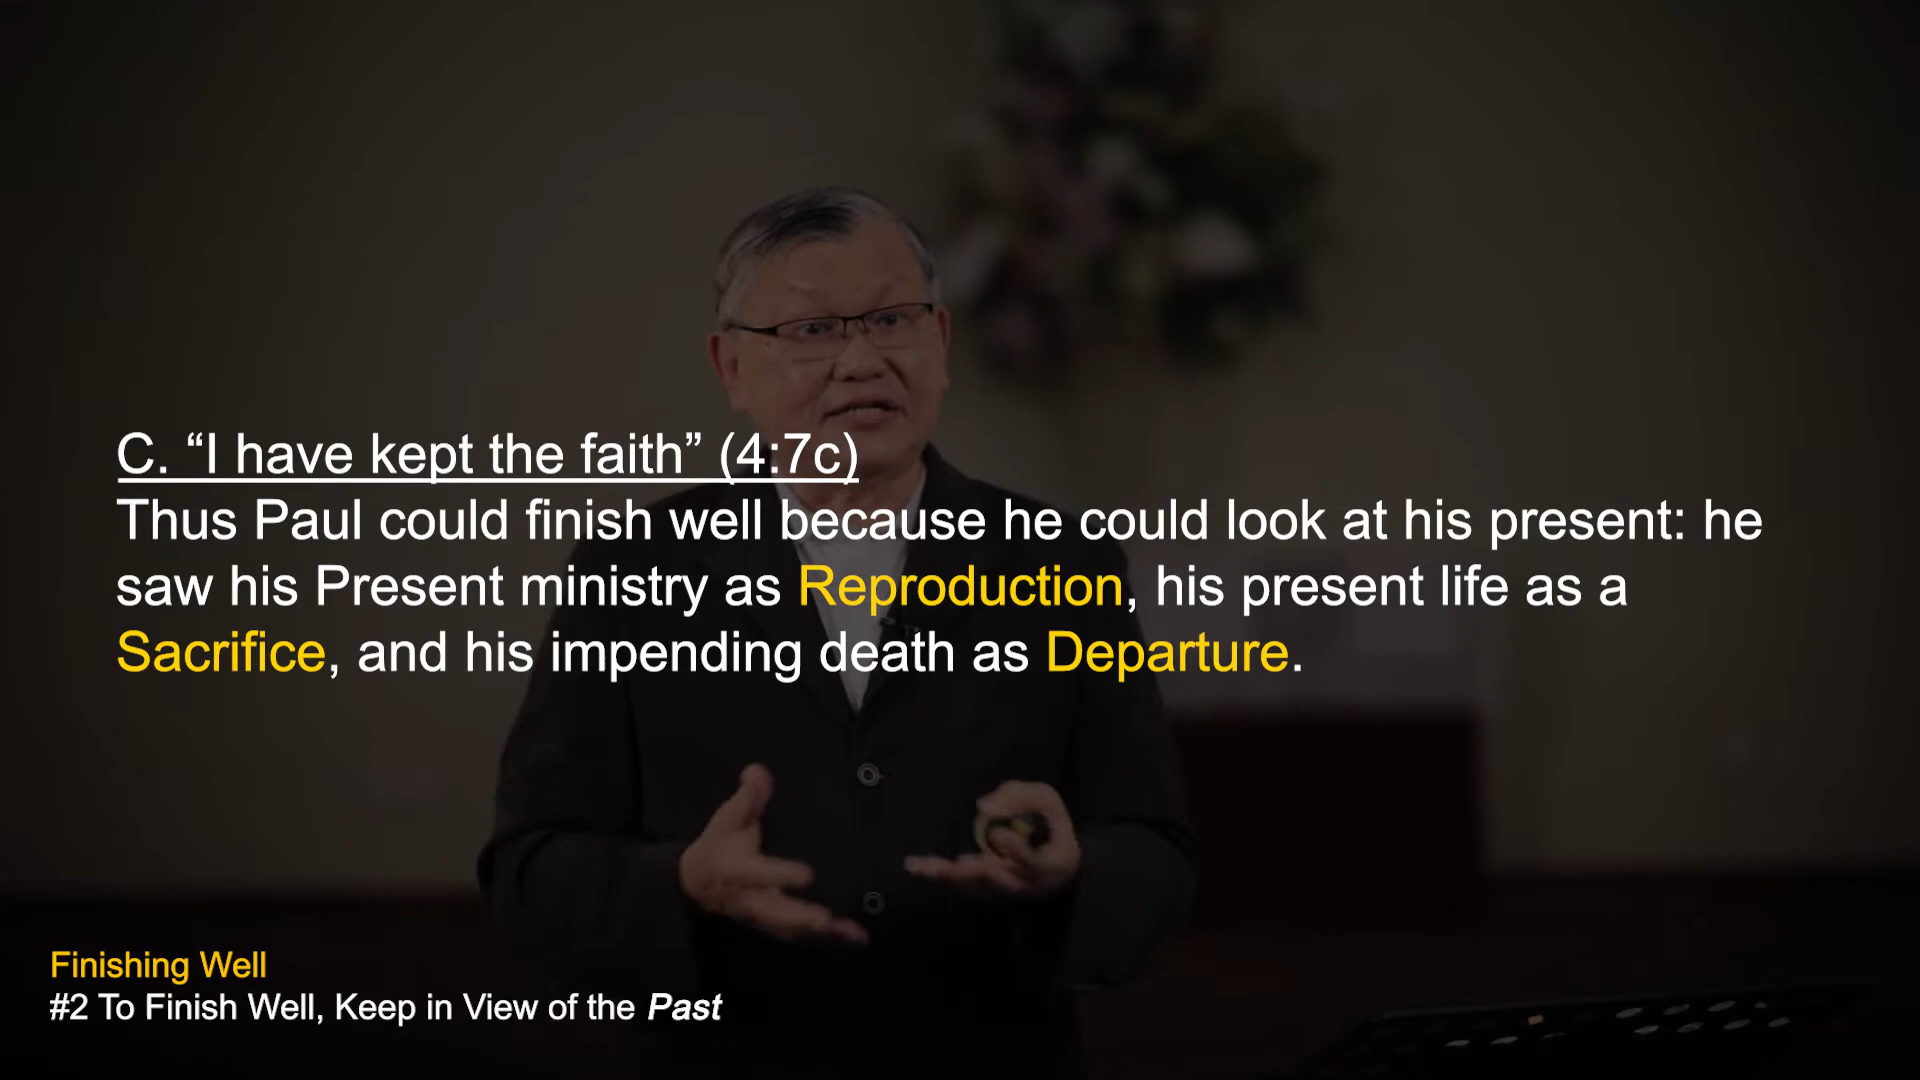 C. “I have kept the faith” (4:7c)
Thus Paul could finish well because he could look at his present: he
saw his Present ministry as Reproduction, his present life as a
Sacrifice, and his impending death as Departure.
Finishing Well
#2 To Finish Well, Keep in View of the Past